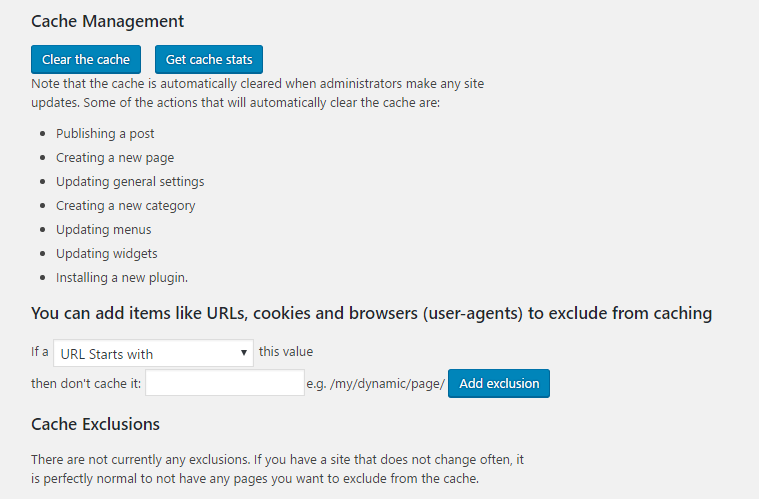 Cache Management
Clear the cache Get cache stats
Note that the cache is automatically cleared when administrators make any site
updates. Some of the actions that will automatically clear the cache are:
Publishing a post
Creating a new page
Updating general settings
Creating a new category
Updating menus
Updating widgets
Installing a new plugin.
You can add items like URLs, cookies and browsers (user-agents) to exclude from caching
If a URL Starts with this value
then don't cache it: e.g. /my/dynamic/page/ Add exclusion
Cache Exclusions
There are not currently any exclusions. If you have a site that does not change often, it
is perfectly normal to not have any pages you want to exclude from the cache.